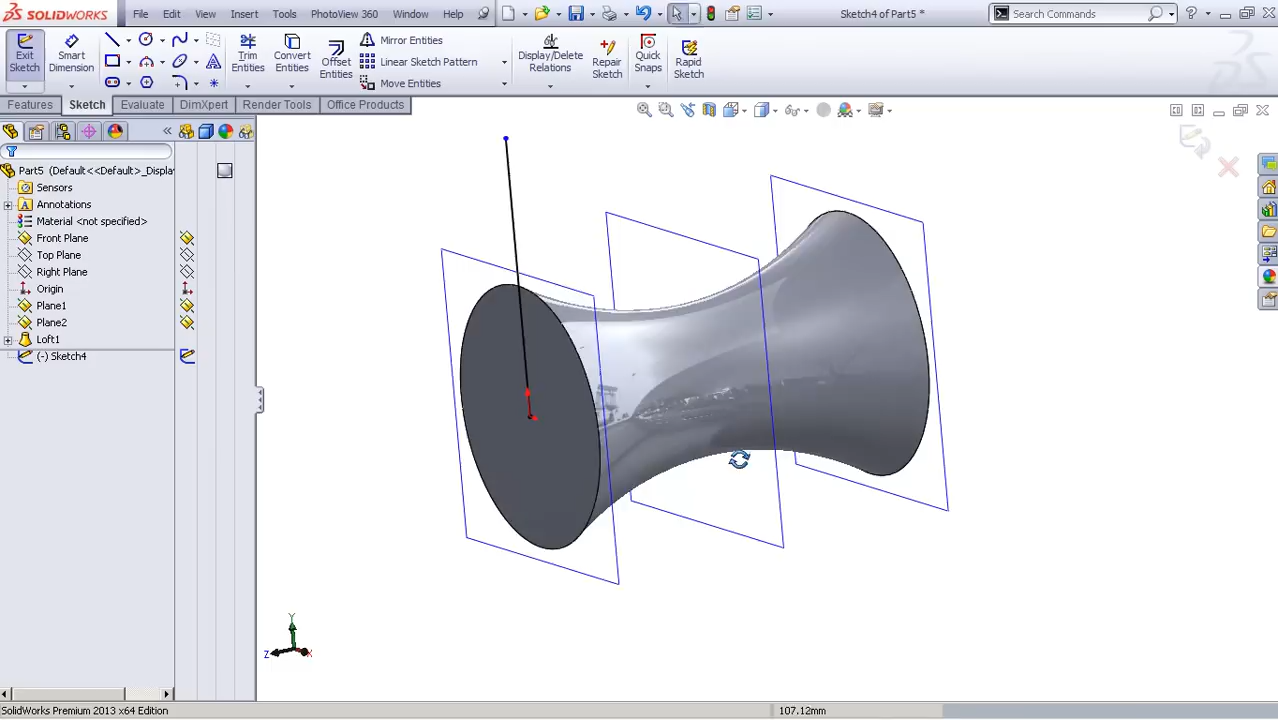 SOLIDWORKS File Edit View Insert Tools PhotoView 360 Window Help Sketch4 of Part5 * Search Commands
Exit Sketch
Smart Dimension
Trim Entities
Convert Entities
Offset Entities
Mirror Entities
Linear Sketch Pattern
Move Entities
Display/Delete Relations
Repair Sketch
Quick Snaps
Rapid Sketch
Features Sketch Evaluate DimXpert Render Tools Office Products
Part5 (Default<<Default>_Displa
Sensors
Annotations
Material <not specified>
Front Plane
Top Plane
Right Plane
Origin
Plane1
Plane2
Loft1
(-) Sketch4
Y
Z X
SolidWorks Premium 2013 x64 Edition 107.12mm